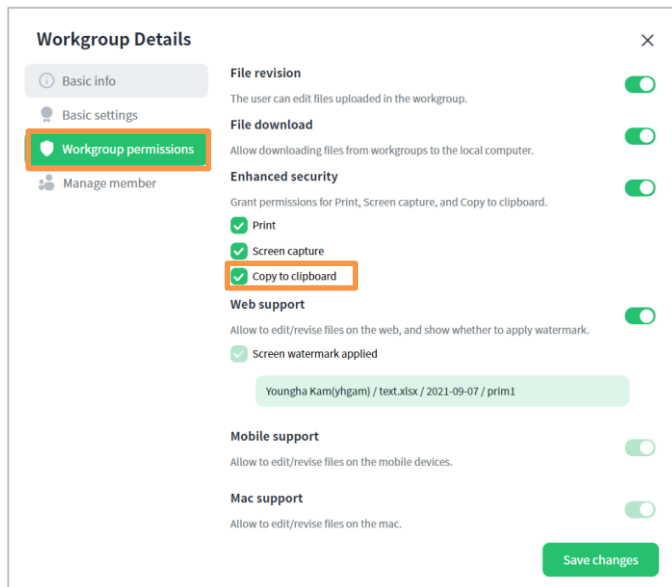 Workgroup Details
Basic info
Basic settings
Workgroup permissions
Manage member
File revision
The user can edit files uploaded in the workgroup.
File download
Allow downloading files from workgroups to the local computer.
Enhanced security
Grant permissions for Print, Screen capture, and Copy to clipboard.
Print
Screen capture
Copy to clipboard
Web support
Allow to edit/revise files on the web, and show whether to apply watermark.
Screen watermark applied
Youngha Kam(yhgam) / text.xlsx / 2021-09-07 / prim1
Mobile support
Allow to edit/revise files on the mobile devices.
Mac support
Allow to edit/revise files on the mac.
Save changes